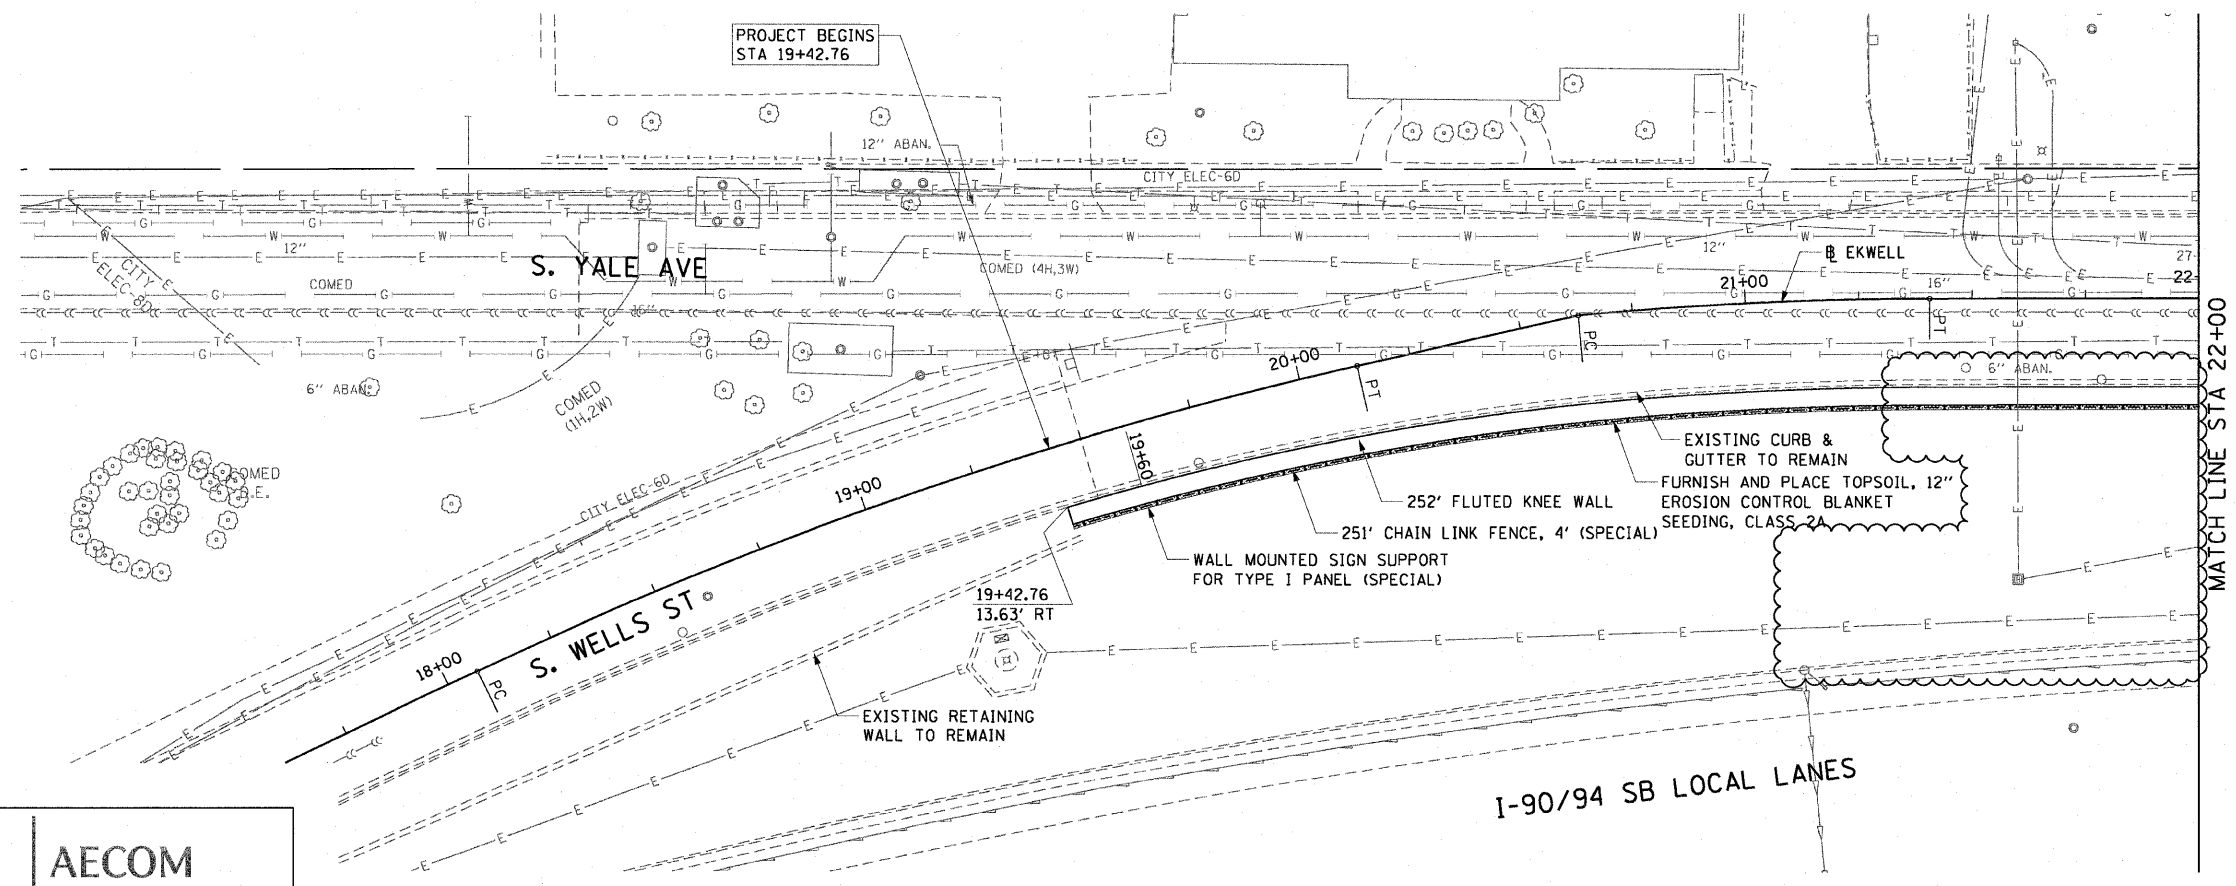 PROJECT BEGINS
STA 19+42.76
12" ABAN.
CITY ELEC-6D
12"
S. YALE AVE
CITY
ELEC-8D
COMED
COMED (4H,3W)
12"
B EKWELL
21+00
16"
27
22
16"
6" ABAN.
COMED
(1H,2W)
20+00
PC
PT
PT
6" ABAN.
MATCH LINE STA 22+00
19+60
EXISTING CURB &
GUTTER TO REMAIN
FURNISH AND PLACE TOPSOIL, 12"
EROSION CONTROL BLANKET
SEEDING, CLASS 2A
252' FLUTED KNEE WALL
251' CHAIN LINK FENCE, 4' (SPECIAL)
WALL MOUNTED SIGN SUPPORT
FOR TYPE I PANEL (SPECIAL)
COMED
19+00
CITY ELEC-6D
19+42.76
13.63' RT
S. WELLS ST
18+00
PC
EXISTING RETAINING
WALL TO REMAIN
I-90/94 SB LOCAL LANES
AECOM